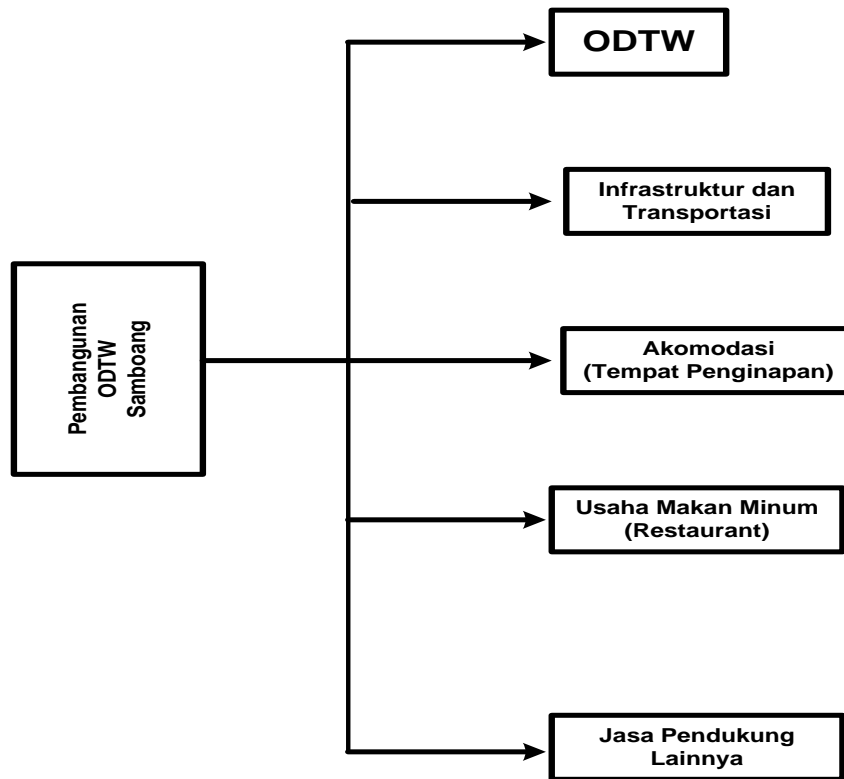 Pembangunan
ODTW
Samboang
ODTW
Infrastruktur dan
Transportasi
Akomodasi
(Tempat Penginapan)
Usaha Makan Minum
(Restaurant)
Jasa Pendukung
Lainnya